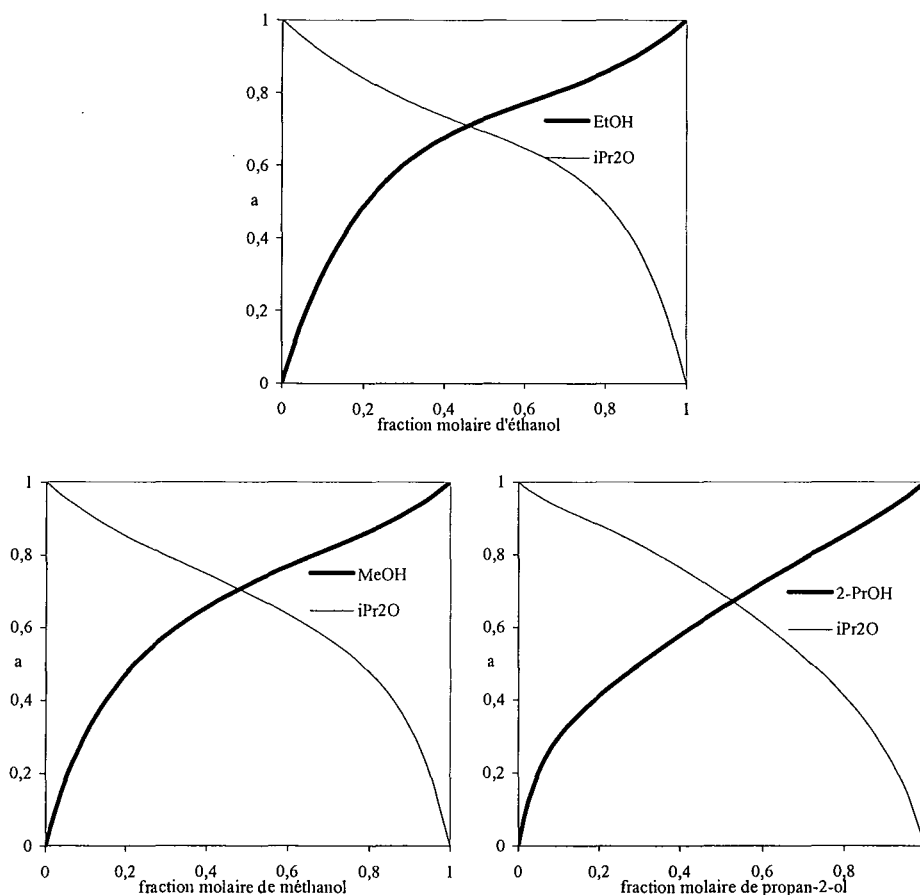 1
0,8
0,6
a
0,4
0,2
0
EtOH
iPr2O
0 0,2 0,4 0,6 0,8 1
fraction molaire d'éthanol
1
0,8
0,6
a
0,4
0,2
0
MeOH
iPr2O
0 0,2 0,4 0,6 0,8 1
fraction molaire de méthanol
1
0,8
0,6
a
0,4
0,2
0
2-PrOH
iPr2O
0 0,2 0,4 0,6 0,8
fraction molaire de propan-2-ol